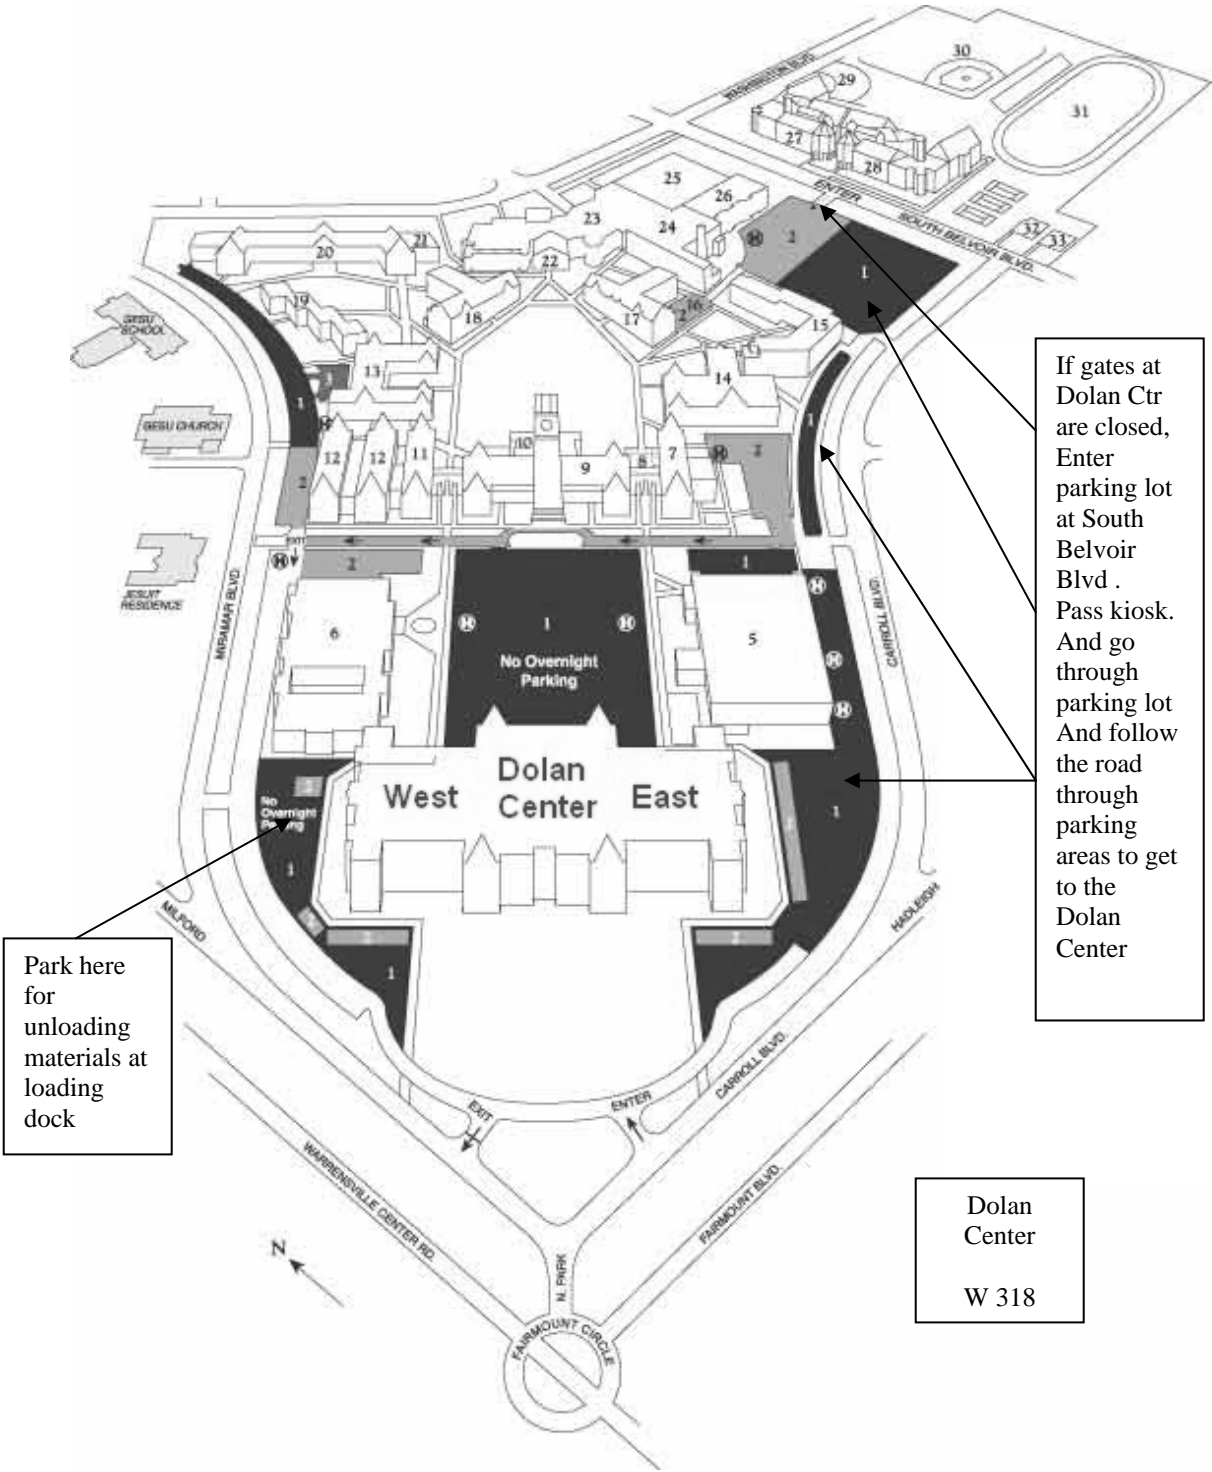 30
WASHINGTON BLVD.
29
31
27
28
25
26
ENTER
SOUTH BELVOIR BLVD.
23
24
32
33
2
H
21
20
22
1
19
18
17
16
2
15
GESU
SCHOOL
13
14
1
1
H
GESU CHURCH
10
12
12
11
9
8
7
H
2
2
EXIT
H
2
1
JESUIT
RESIDENCE
MIRAMAR BLVD.
6
H
1
H
No Overnight
Parking
5
H
H
H
CARROLL BLVD.
If gates at
Dolan Ctr
are closed,
Enter
parking lot
at South
Belvoir
Blvd .
Pass kiosk.
And go
through
parking lot
And follow
the road
through
parking
areas to get
to the
Dolan
Center
West
Dolan
Center
East
No
Overnight
Parking
1
1
MILFORD
HADLEIGH
1
Park here
for
unloading
materials at
loading
dock
CARROLL BLVD.
EXIT
ENTER
WARRENSVILLE CENTER RD.
FAIRMOUNT BLVD.
N
N. PARK
FAIRMOUNT CIRCLE
Dolan
Center
W 318